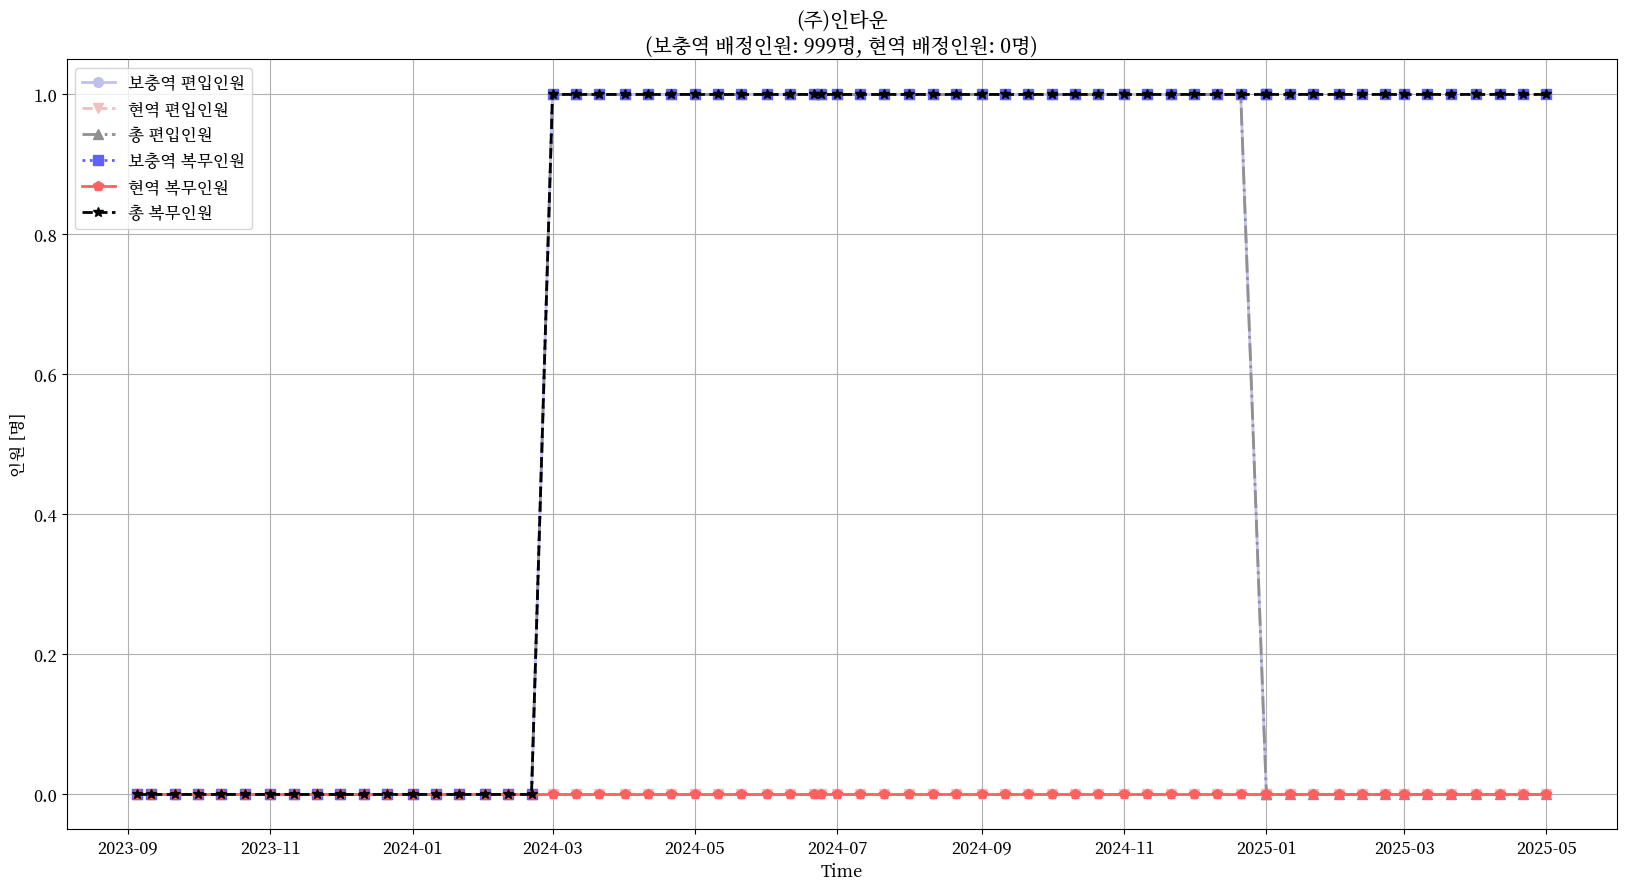 (주)인타운
(보충역 배정인원: 999명, 현역 배정인원: 0명)
보충역 편입인원
현역 편입인원
총 편입인원
보충역 복무인원
현역 복무인원
총 복무인원
1.0
0.8
0.6
0.4
0.2
0.0
인원 [명]
2023-09 2023-11 2024-01 2024-03 2024-05 2024-07 2024-09 2024-11 2025-01 2025-03 2025-05
Time